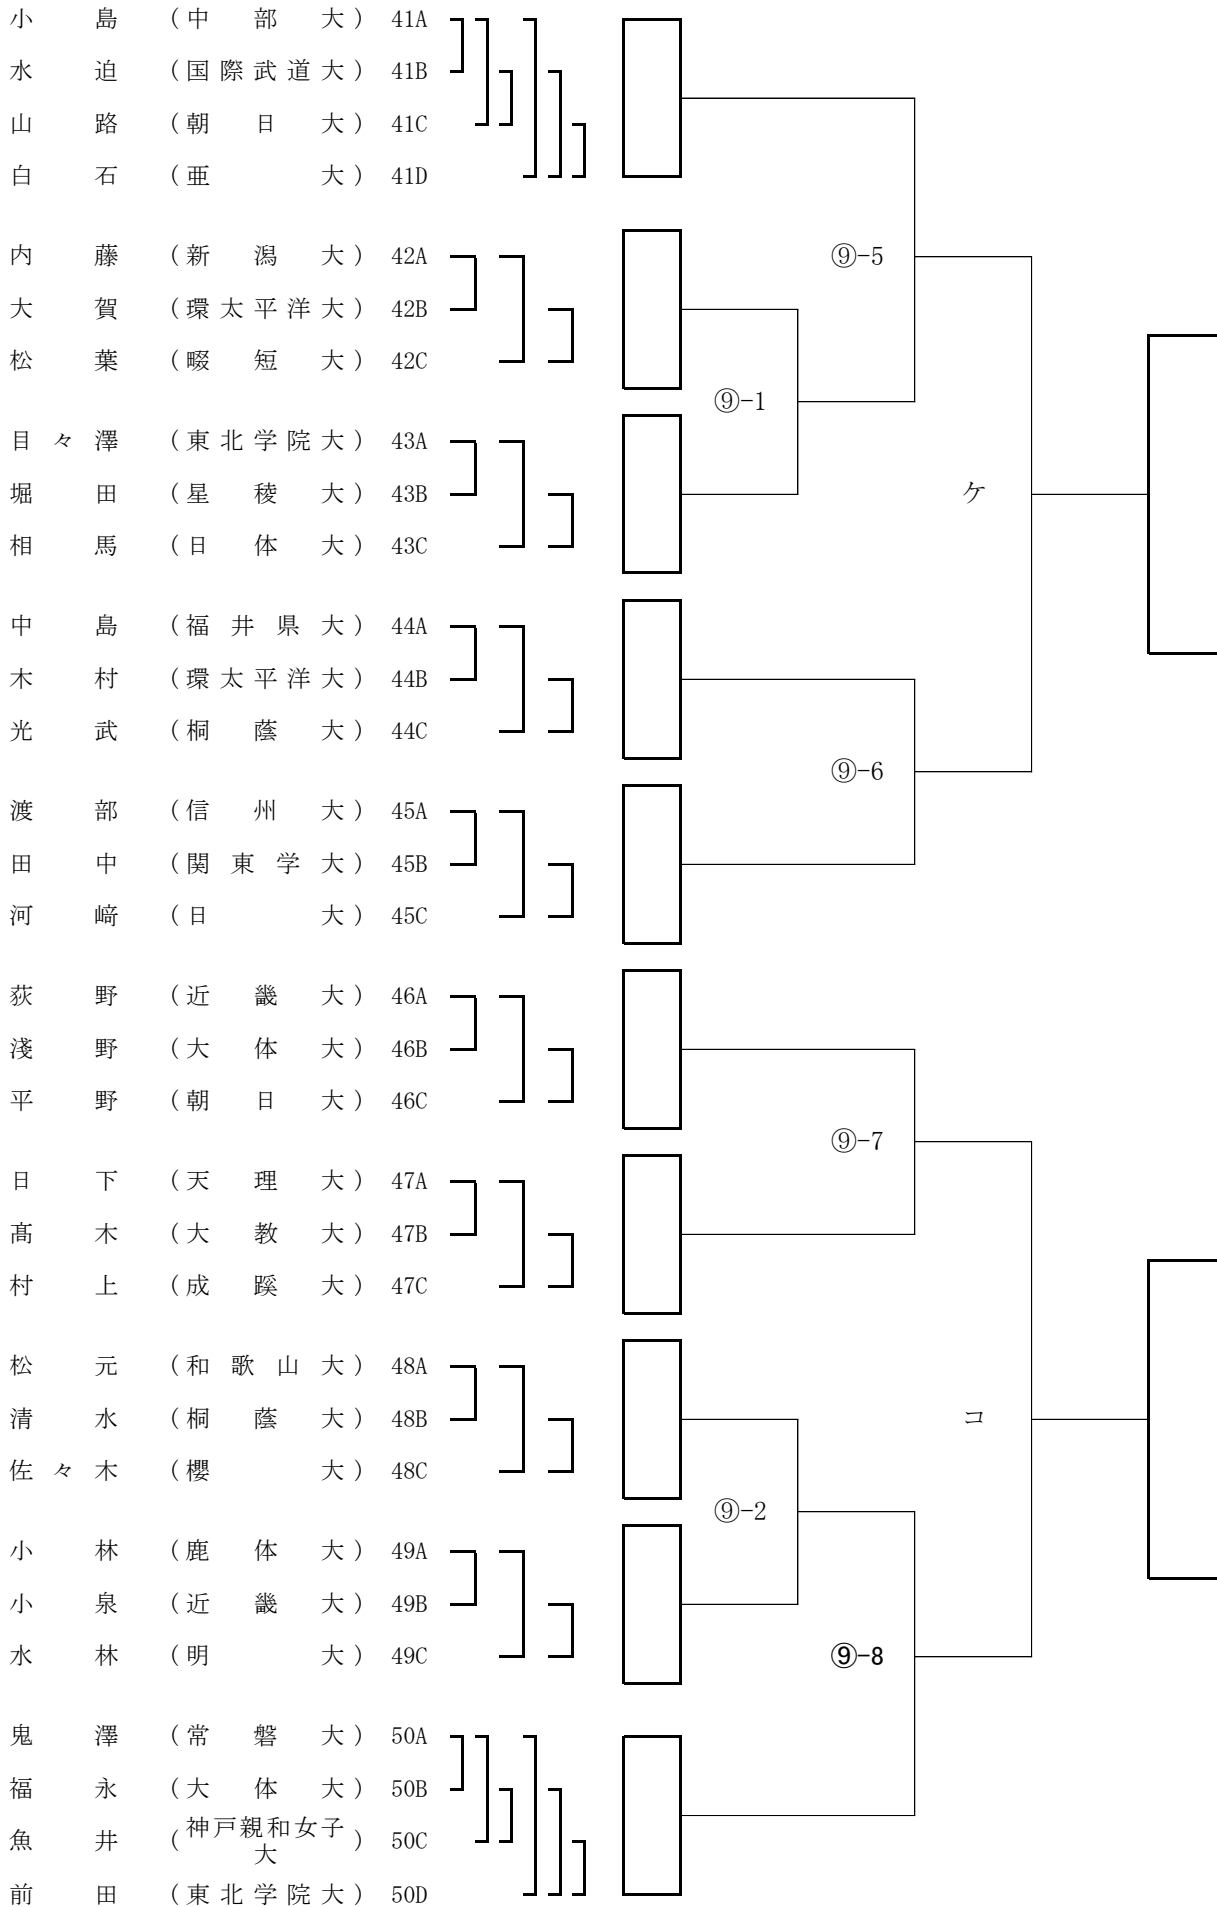 小島（中部大）41A
水迫（国際武道大）41B
山路（朝日大）41C
白石（亜大）41D
内藤（新潟大）42A
⑨-5
大賀（環太平洋大）42B
松葉（畷短大）42C
⑨-1
目々澤（東北学院大）43A
堀田（星稜大）43B
ケ
相馬（日体大）43C
中島（福井県大）44A
木村（環太平洋大）44B
光武（桐蔭大）44C
⑨-6
渡部（信州大）45A
田中（関東学大）45B
河﨑（日大）45C
荻野（近畿大）46A
淺野（大体大）46B
平野（朝日大）46C
⑨-7
日下（天理大）47A
髙木（大教大）47B
村上（成蹊大）47C
松元（和歌山大）48A
清水（桐蔭大）48B
コ
佐々木（櫻大）48C
⑨-2
小林（鹿体大）49A
小泉（近畿大）49B
水林（明大）49C
⑨-8
鬼澤（常磐大）50A
福永（大体大）50B
魚井（神戸親和女子大）50C
前田（東北学院大）50D